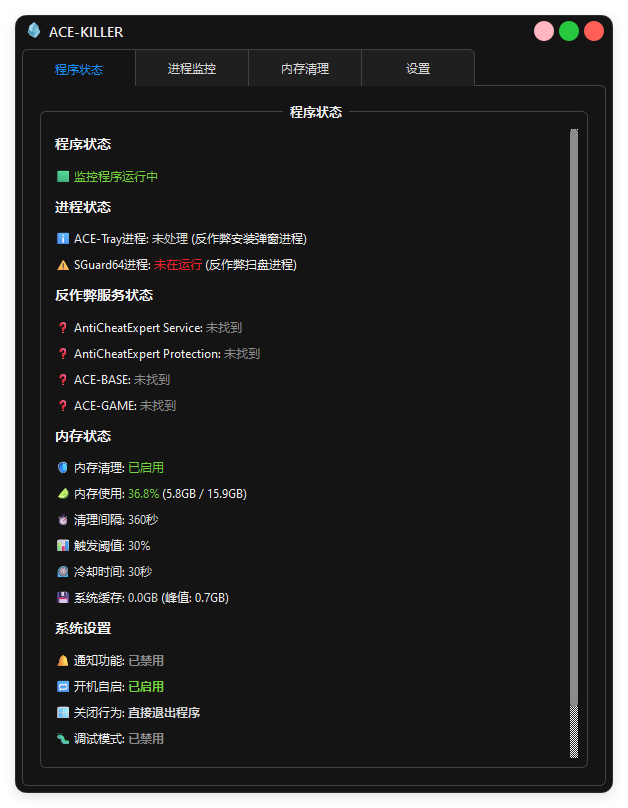 ACE-KILLER
程序状态 进程监控 内存清理 设置
程序状态
程序状态
监控程序运行中
进程状态
ACE-Tray进程: 未处理 (反作弊安装弹窗进程)
SGuard64进程: 未在运行 (反作弊扫盘进程)
反作弊服务状态
AntiCheatExpert Service: 未找到
AntiCheatExpert Protection: 未找到
ACE-BASE: 未找到
ACE-GAME: 未找到
内存状态
内存清理: 已启用
内存使用: 36.8% (5.8GB / 15.9GB)
清理间隔: 360秒
触发阈值: 30%
冷却时间: 30秒
系统缓存: 0.0GB (峰值: 0.7GB)
系统设置
通知功能: 已禁用
开机自启: 已启用
关闭行为: 直接退出程序
调试模式: 已禁用